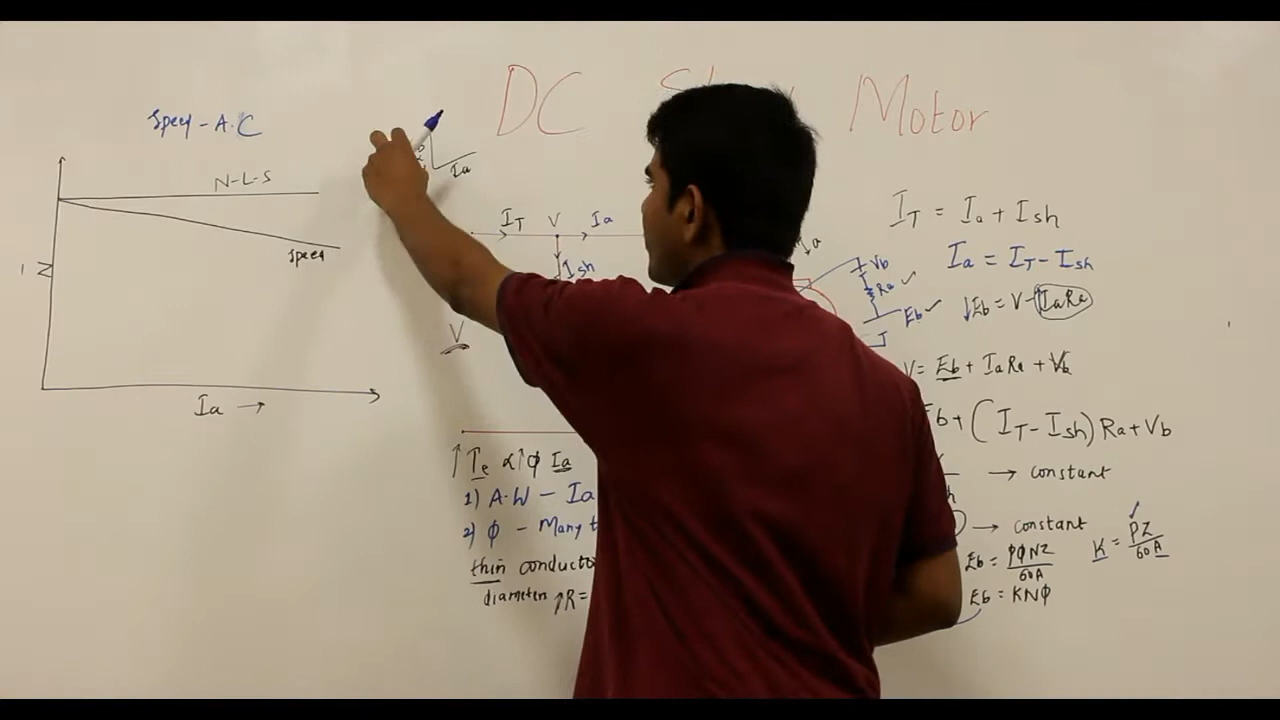 DC Motor
Speed - A.C
N-L-S
speed
N
Ia →
Ia
IT V Ia
Ish
V
Ia
IT = Ia + Ish
Ia = IT - Ish
↓Eb = V - IaRa
Vb
Ra ✓
Eb ✓
V = Eb + IaRa + Vb
Eb + (IT - Ish) Ra + Vb
→ constant
→ constant
Eb = PΦNZ / 60A
K = PZ / 60A
Eb = KNΦ
↑Te α↑Φ Ia
1) A.W - Ia
2) Φ - Many t
thin conducto
diameter ↑R=